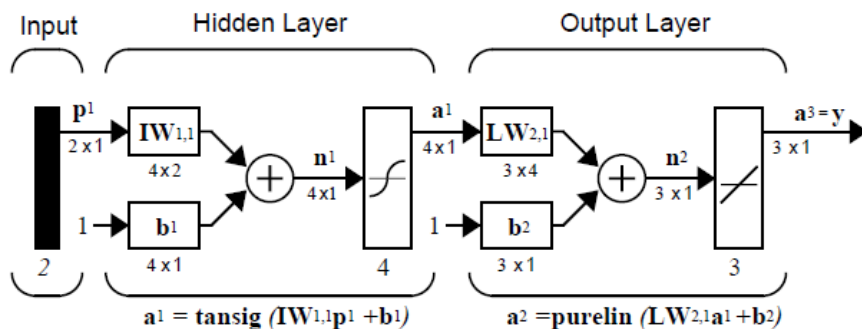 Input Hidden Layer Output Layer
p1 a1 a3 = y
IW1,1 LW2,1
2 x 1 n1 4 x 1 n2 3 x 1
4 x 2 3 x 4
4 x1 3 x 1
1 b1 1 b2
2 4 x 1 4 3 x 1 3
a1 = tansig (IW1,1p1 +b1) a2 =purelin (LW2,1a1+b2)